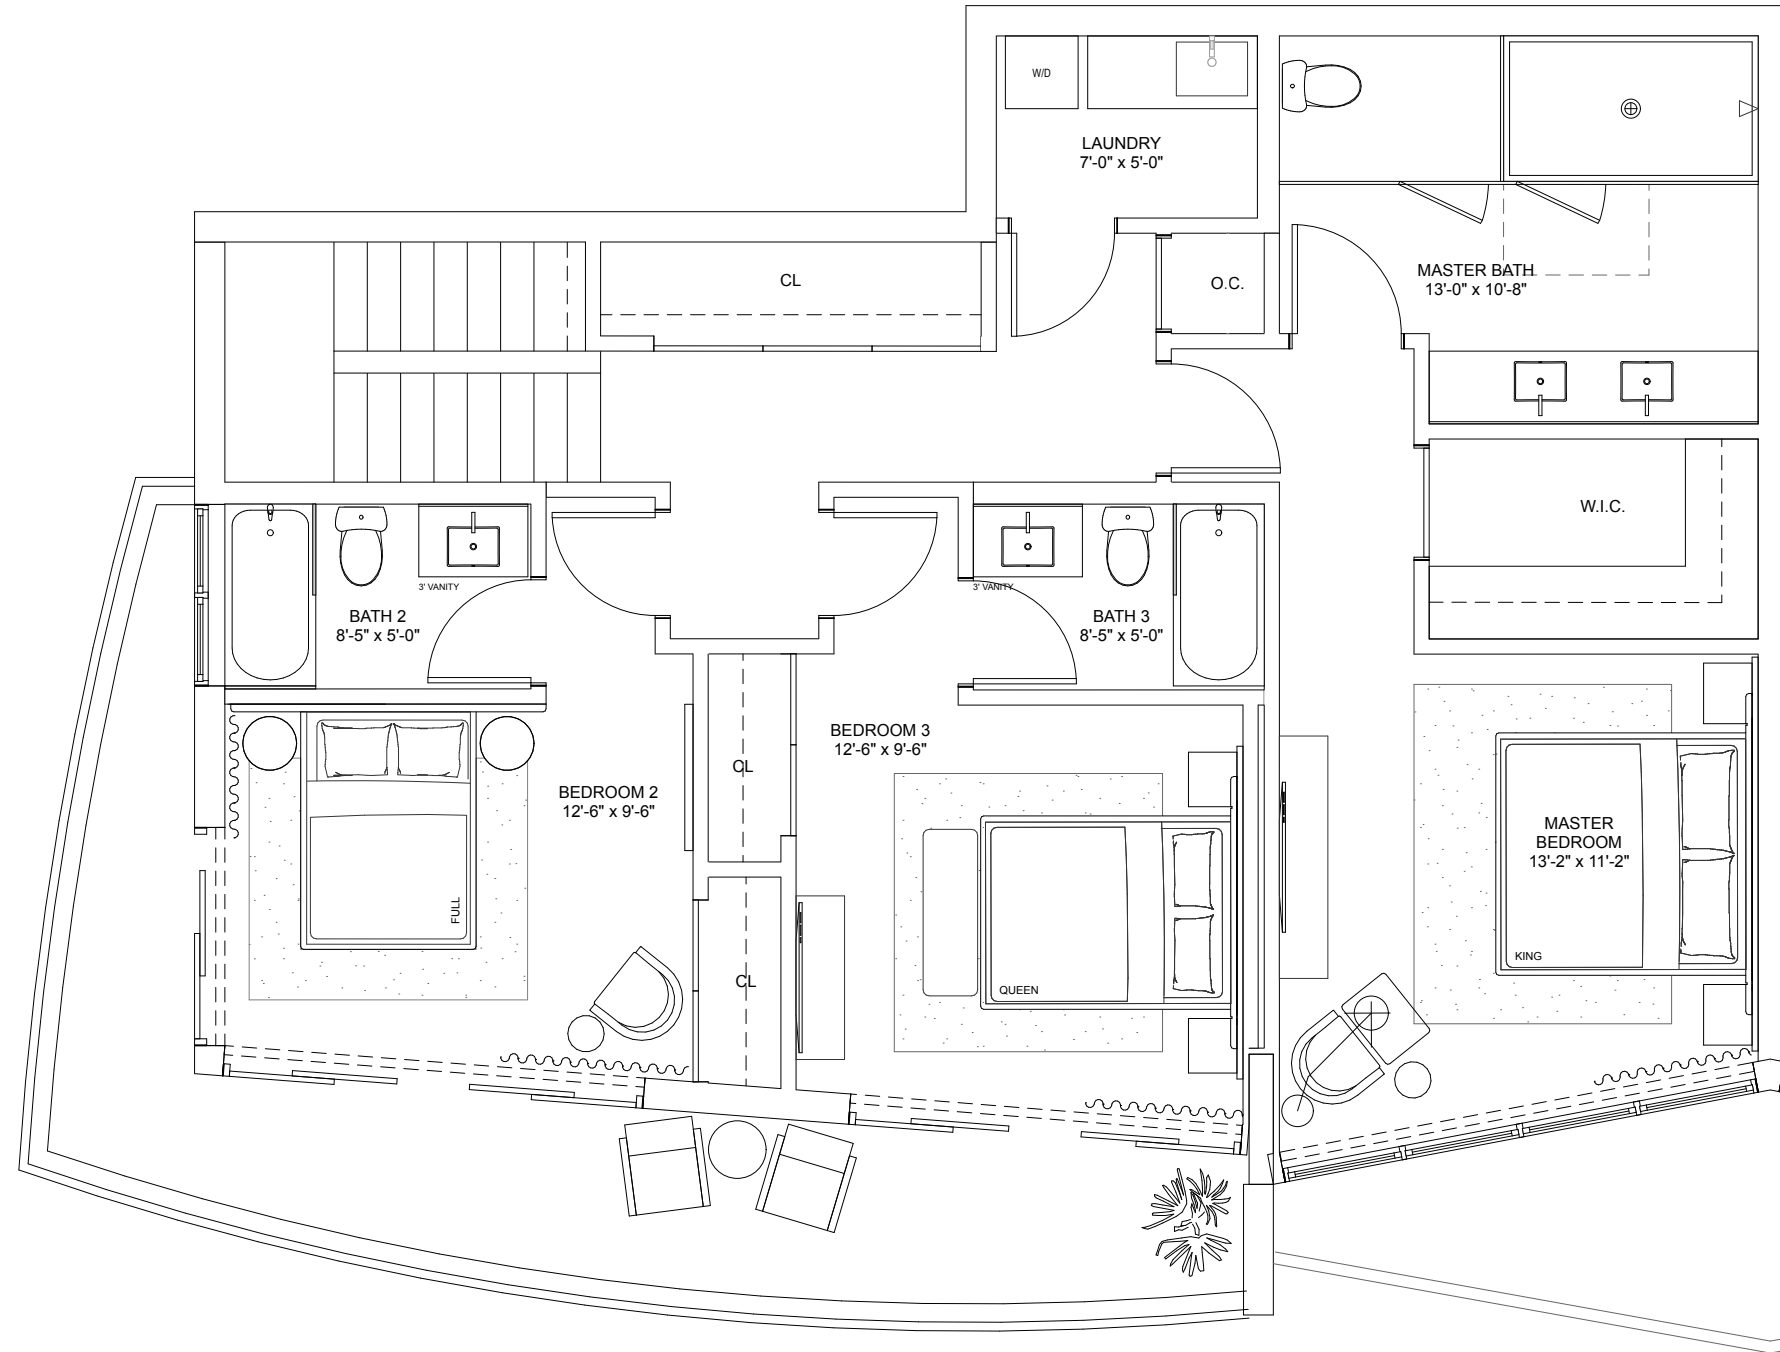 W/D
LAUNDRY
7'-0" x 5'-0"
CL
O.C.
MASTER BATH
13'-0" x 10'-8"
W.I.C.
3' VANITY
BATH 2
8'-5" x 5'-0"
3' VANITY
BATH 3
8'-5" x 5'-0"
BEDROOM 3
12'-6" x 9'-6"
CL
BEDROOM 2
12'-6" x 9'-6"
MASTER
BEDROOM
13'-2" x 11'-2"
FULL
KING
CL
QUEEN